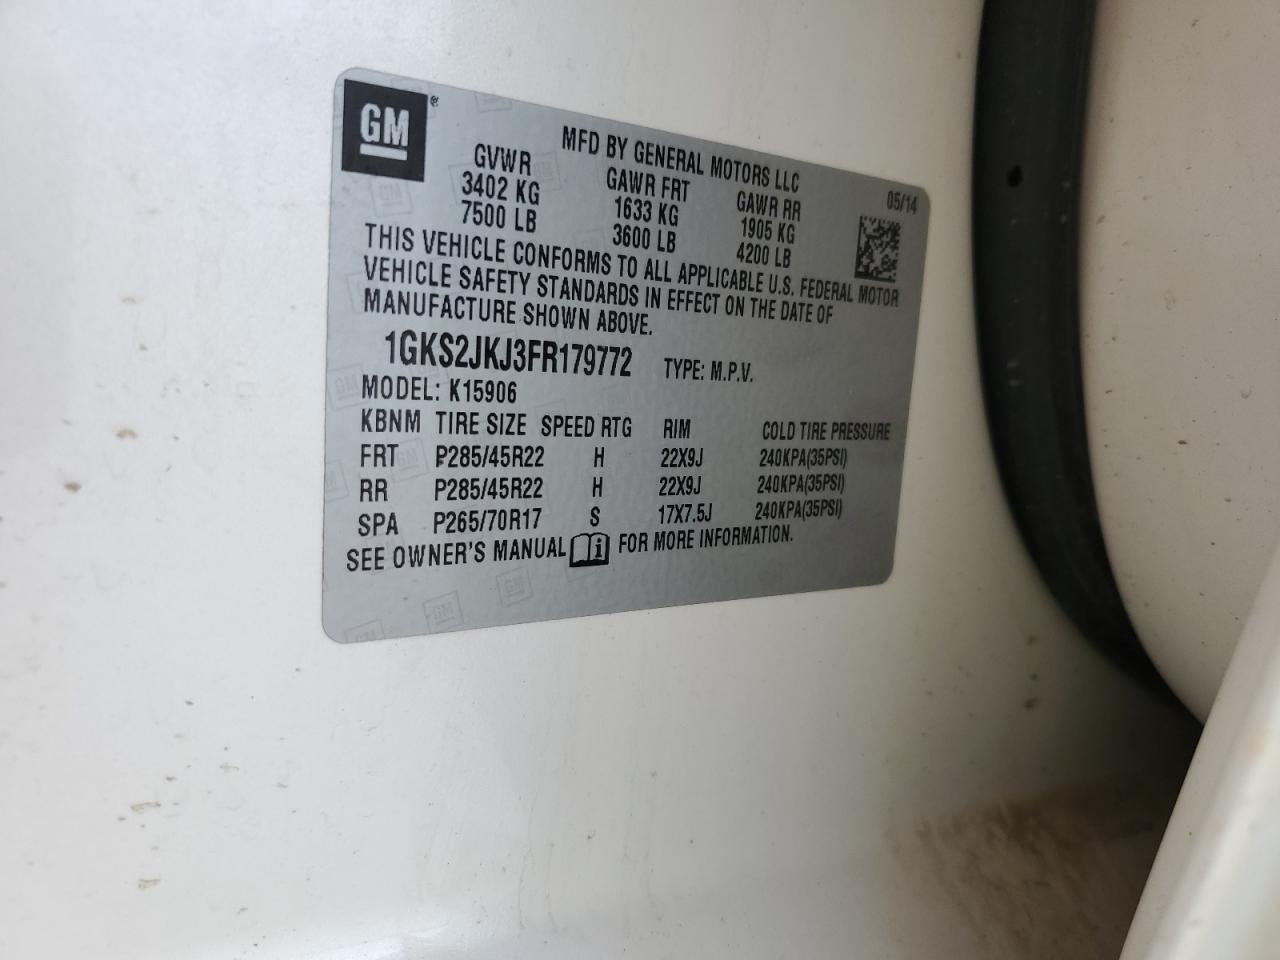 GM®
MFD BY GENERAL MOTORS LLC
05/14
GVWR GAWR FRT GAWR RR
3402 KG 1633 KG 1905 KG
7500 LB 3600 LB 4200 LB
THIS VEHICLE CONFORMS TO ALL APPLICABLE U.S. FEDERAL MOTOR
VEHICLE SAFETY STANDARDS IN EFFECT ON THE DATE OF
MANUFACTURE SHOWN ABOVE.
1GKS2JKJ3FR179772 TYPE: M.P.V.
MODEL: K15906
KBNM TIRE SIZE SPEED RTG RIM COLD TIRE PRESSURE
FRT P285/45R22 H 22X9J 240KPA(35PSI)
RR P285/45R22 H 22X9J 240KPA(35PSI)
SPA P265/70R17 S 17X7.5J 240KPA(35PSI)
SEE OWNER'S MANUAL i FOR MORE INFORMATION.